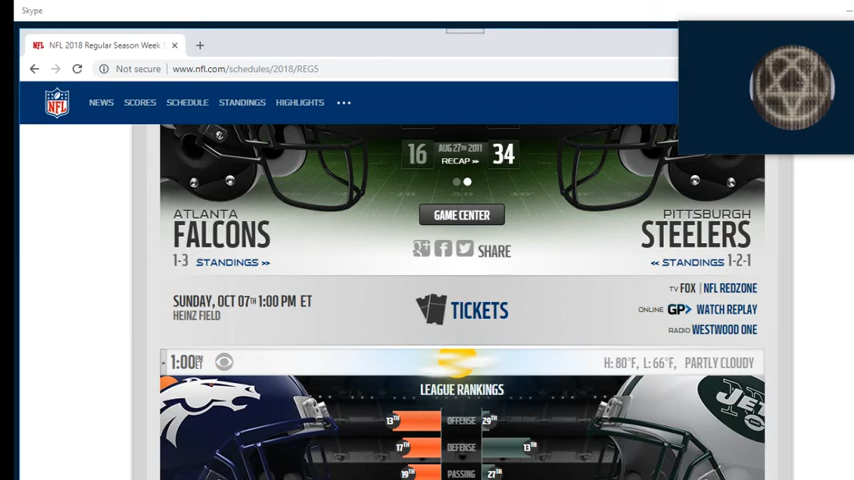 Skype
NFL 2018 Regular Season Week
Not secure www.nfl.com/schedules/2018/REG5
NFL NEWS SCORES SCHEDULE STANDINGS HIGHLIGHTS
16 AUG 27TH 2011 34
RECAP
GAME CENTER
ATLANTA PITTSBURGH
FALCONS STEELERS
SHARE
1-3 STANDINGS >> << STANDINGS 1-2-1
SUNDAY, OCT 07TH 1:00 PM ET
HEINZ FIELD
TICKETS
TV FOX | NFL REDZONE
ONLINE GP> WATCH REPLAY
RADIO WESTWOOD ONE
1:00 PM ET H: 80°F, L: 66°F, PARTLY CLOUDY
LEAGUE RANKINGS
13TH OFFENSE 29TH
17TH DEFENSE 13TH
19TH PASSING 27TH
JETS